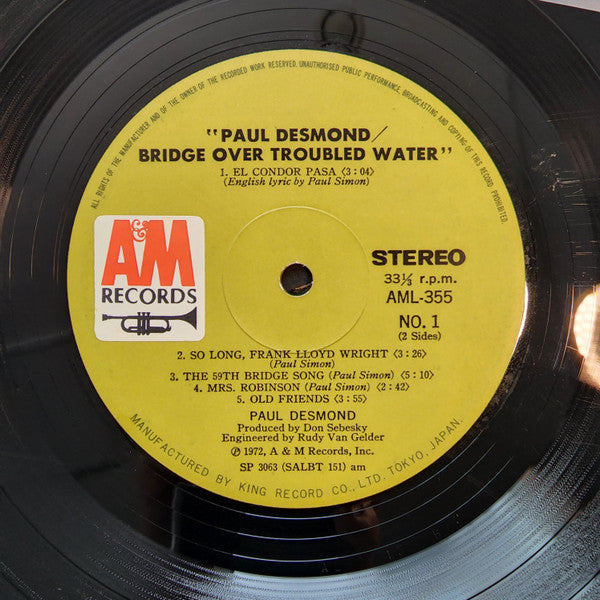 ALL RIGHTS OF THE MANUFACTURER AND OF THE OWNER OF THE RECORDED WORK RESERVED. UNAUTHORISED PUBLIC PERFORMANCE, BROADCASTING AND COPYING OF THIS RECORD PROHIBITED.
"PAUL DESMOND/
BRIDGE OVER TROUBLED WATER"
1. EL CONDOR PASA 〈3:04〉
(English lyric by Paul Simon)
A&M
RECORDS
STEREO
33⅓ r.p.m.
AML-355
NO. 1
(2 Sides)
2. SO LONG, FRANK LLOYD WRIGHT 〈3:26〉
(Paul Simon)
3. THE 59TH BRIDGE SONG (Paul Simon) 〈5:10〉
4. MRS. ROBINSON (Paul Simon) 〈2:42〉
5. OLD FRIENDS 〈3:55〉
PAUL DESMOND
Produced by Don Sebesky
Engineered by Rudy Van Gelder
℗ 1972, A & M Records, Inc.
SP 3063 (SALBT 151) am
MANUFACTURED BY KING RECORD CO., LTD. TOKYO, JAPAN.